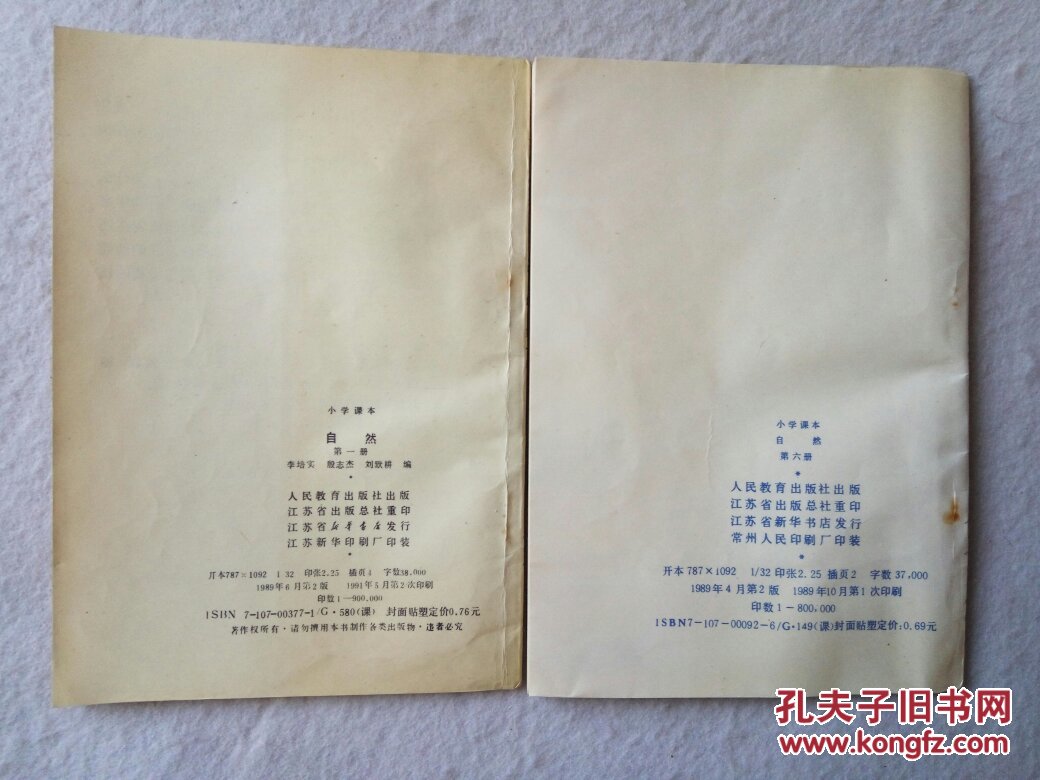 小学课本
自然
第一册
李培实 殷志杰 刘默耕 编
*
人民教育出版社出版
江苏省出版总社重印
江苏省新华书店发行
江苏新华印刷厂印装
*
开本787×1092 1/32 印张2.25 插页4 字数38,000
1989年6月第2版 1991年5月第2次印刷
印数1—900,000
ISBN 7-107-00377-1/G·580(课) 封面贴塑定价0.76元
著作权所有·请勿擅用本书制作各类出版物·违者必究
小学课本
自然
第六册
*
人民教育出版社出版
江苏省出版总社重印
江苏省新华书店发行
常州人民印刷厂印装
*
开本 787×1092 1/32 印张2.25 插页2 字数 37,000
1989年4月第2版 1989年10月第1次印刷
印数1—800,000
ISBN7-107-00092-6/G·149(课)封面贴塑定价:0.69元
孔夫子旧书网
www.kongfz.com